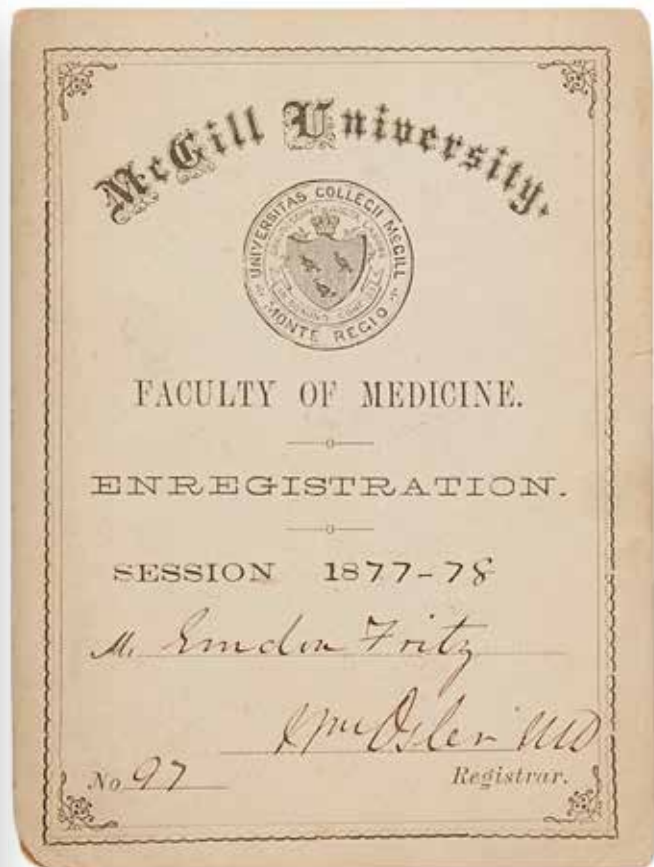 McGill University.
UNIVERSITAS COLLEGII McGILL
MONTE REGIO
FACULTY OF MEDICINE.
ENREGISTRATION.
SESSION 1877-78
M. Fritz
Wm Osler MD
No 97 Registrar.